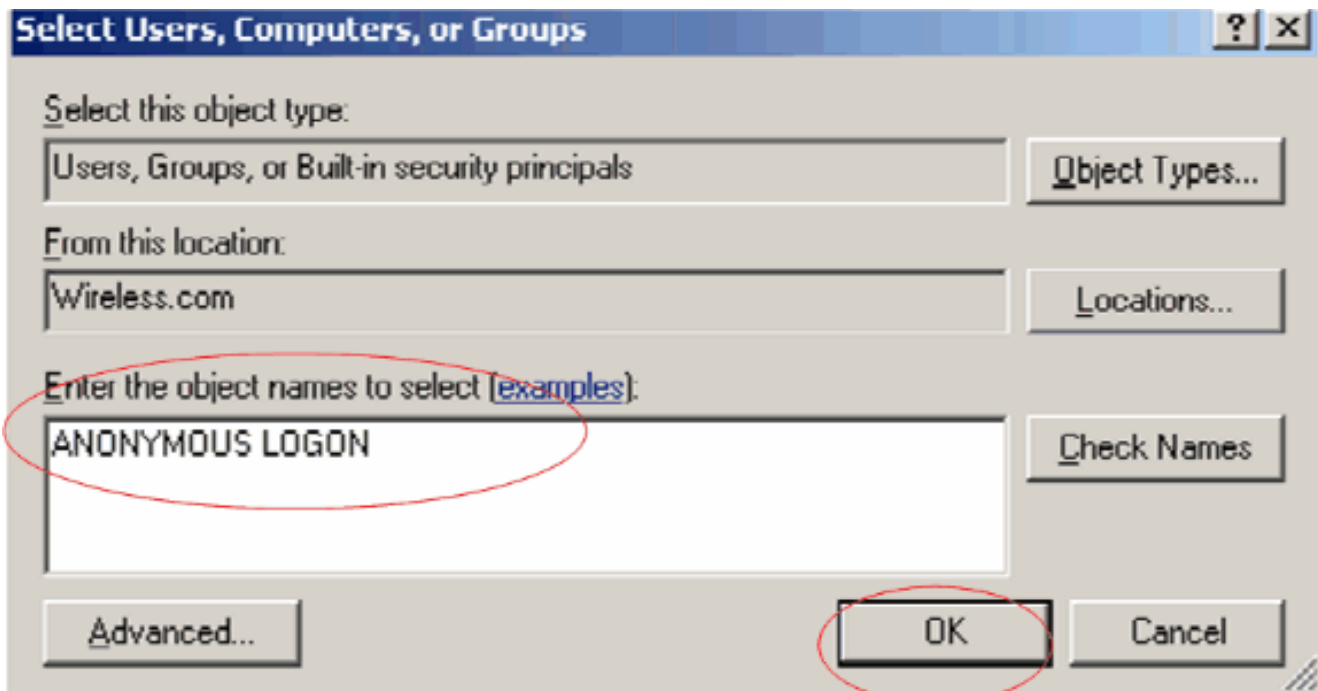 Select Users, Computers, or Groups
?
Select this object type:
Users, Groups, or Built-in security principals
Object Types...
From this location:
Wireless.com
Locations...
Enter the object names to select (examples):
ANONYMOUS LOGON
Check Names
Advanced...
OK
Cancel